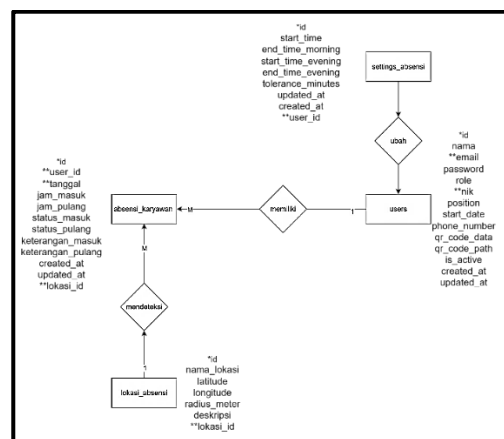 *id
start_time
end_time_morning
start_time_evening
end_time_evening
tolerance_minutes
updated_at
created_at
**user_id
settings_absensi
ubah
*id
nama
**email
password
role
**nik
position
start_date
phone_number
qr_code_data
qr_code_path
is_active
created_at
updated_at
users
1
memiliki
M
absensi_karyawan
*id
**user_id
**tanggal
jam_masuk
jam_pulang
status_masuk
status_pulang
keterangan_masuk
keterangan_pulang
created_at
updated_at
**lokasi_id
M
mendeteksi
1
lokasi_absensi
*id
nama_lokasi
latitude
longitude
radius_meter
deskripsi
**lokasi_id